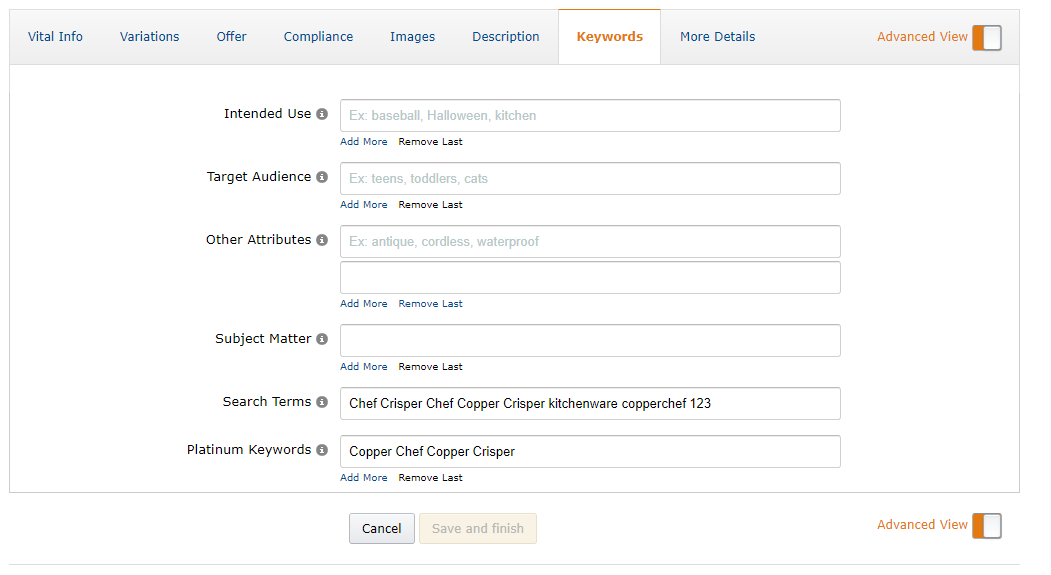 Vital Info Variations Offer Compliance Images Description Keywords More Details Advanced View
Intended Use Ex: baseball, Halloween, kitchen
Add More Remove Last
Target Audience Ex: teens, toddlers, cats
Add More Remove Last
Other Attributes Ex: antique, cordless, waterproof
Add More Remove Last
Subject Matter
Add More Remove Last
Search Terms Chef Crisper Chef Copper Crisper kitchenware copperchef 123
Platinum Keywords Copper Chef Copper Crisper
Add More Remove Last
Cancel Save and finish Advanced View